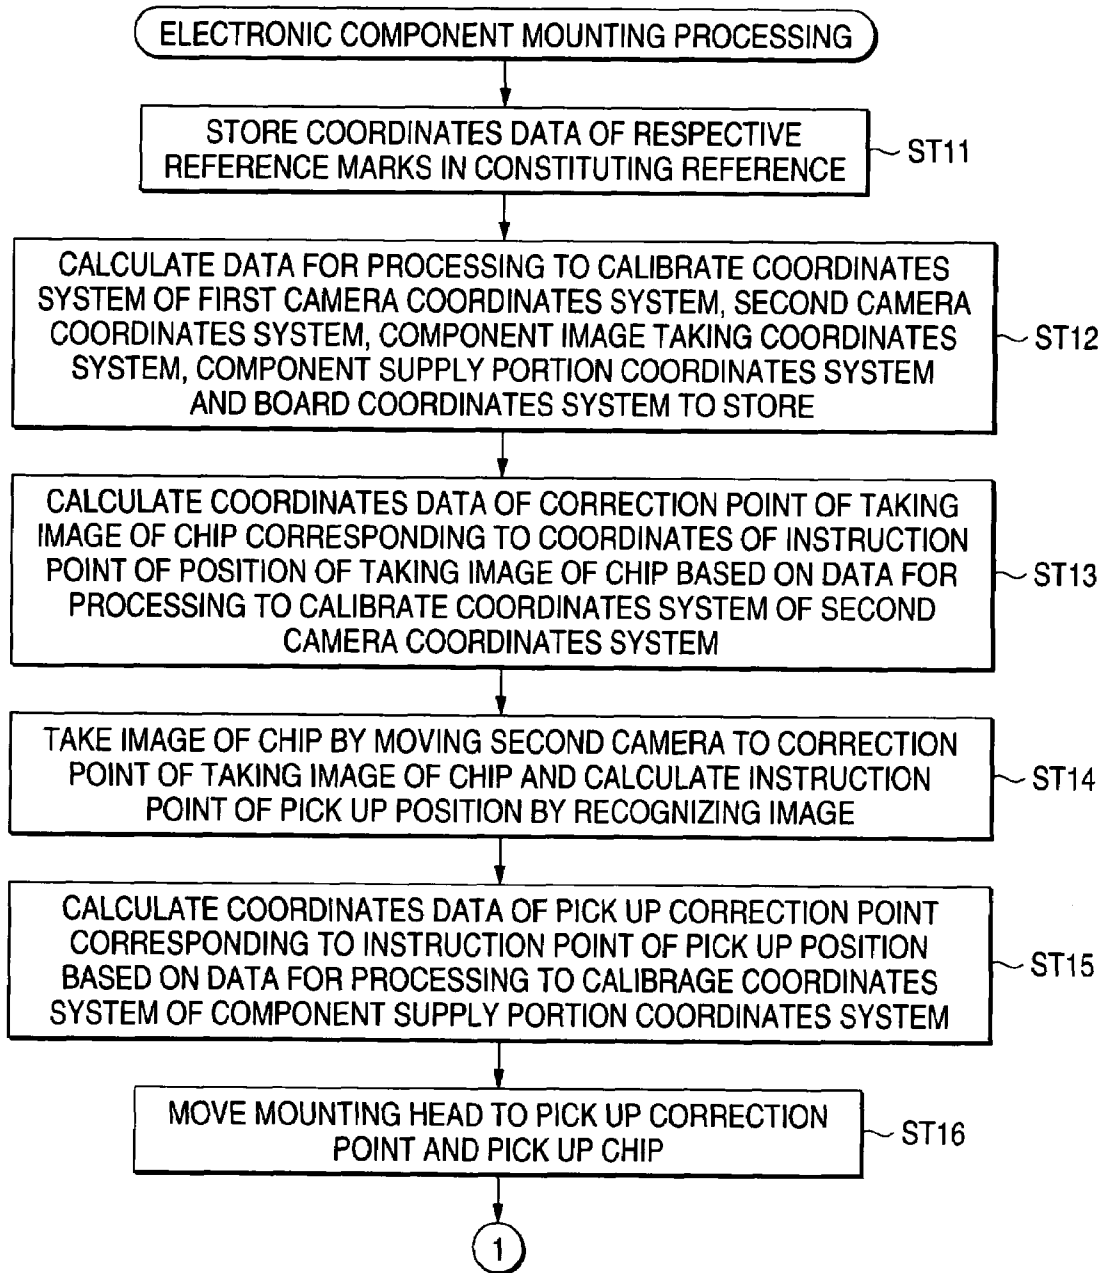 ELECTRONIC COMPONENT MOUNTING PROCESSING
STORE COORDINATES DATA OF RESPECTIVE
REFERENCE MARKS IN CONSTITUTING REFERENCE
ST11
CALCULATE DATA FOR PROCESSING TO CALIBRATE COORDINATES
SYSTEM OF FIRST CAMERA COORDINATES SYSTEM, SECOND CAMERA
COORDINATES SYSTEM, COMPONENT IMAGE TAKING COORDINATES
SYSTEM, COMPONENT SUPPLY PORTION COORDINATES SYSTEM
AND BOARD COORDINATES SYSTEM TO STORE
ST12
CALCULATE COORDINATES DATA OF CORRECTION POINT OF TAKING
IMAGE OF CHIP CORRESPONDING TO COORDINATES OF INSTRUCTION
POINT OF POSITION OF TAKING IMAGE OF CHIP BASED ON DATA FOR
PROCESSING TO CALIBRATE COORDINATES SYSTEM OF SECOND
CAMERA COORDINATES SYSTEM
ST13
TAKE IMAGE OF CHIP BY MOVING SECOND CAMERA TO CORRECTION
POINT OF TAKING IMAGE OF CHIP AND CALCULATE INSTRUCTION
POINT OF PICK UP POSITION BY RECOGNIZING IMAGE
ST14
CALCULATE COORDINATES DATA OF PICK UP CORRECTION POINT
CORRESPONDING TO INSTRUCTION POINT OF PICK UP POSITION
BASED ON DATA FOR PROCESSING TO CALIBRAGE COORDINATES
SYSTEM OF COMPONENT SUPPLY PORTION COORDINATES SYSTEM
ST15
MOVE MOUNTING HEAD TO PICK UP CORRECTION
POINT AND PICK UP CHIP
ST16
1